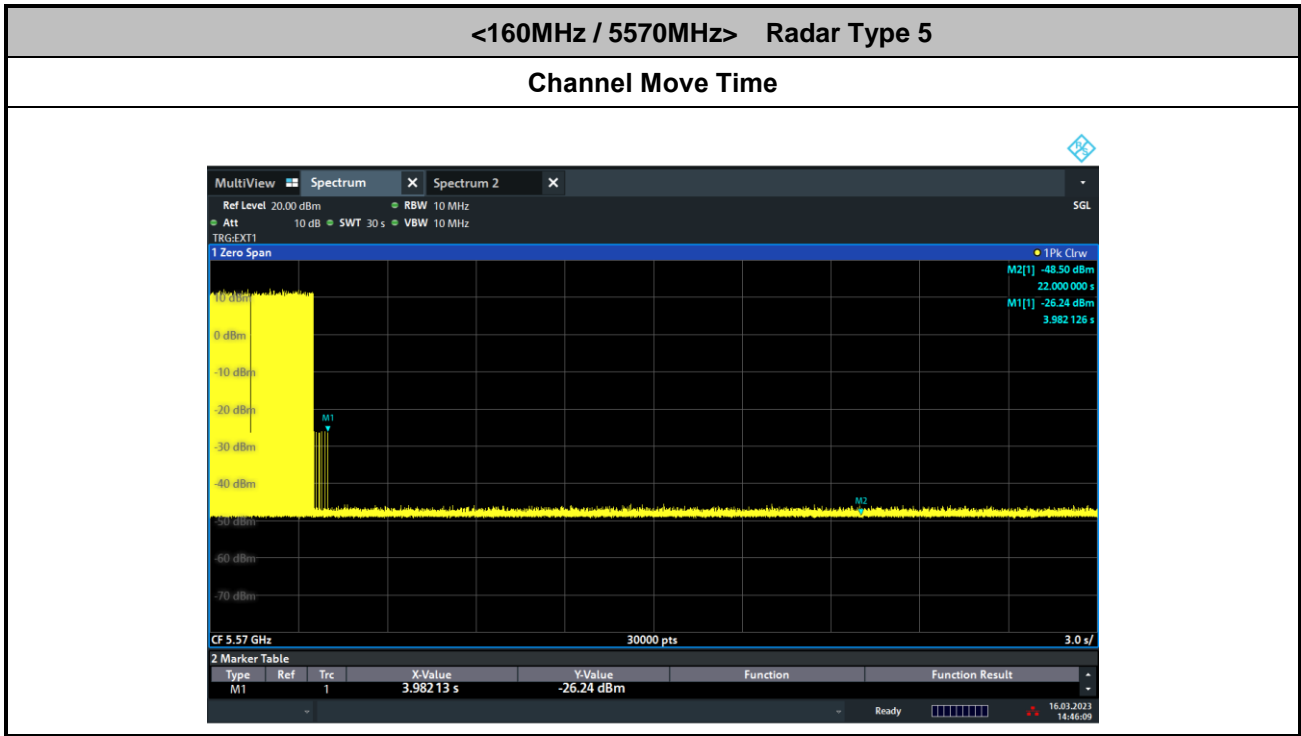 <160MHz / 5570MHz> Radar Type 5
Channel Move Time
R S
MultiView Spectrum X Spectrum 2 X
Ref Level 20.00 dBm RBW 10 MHz SGL
Att 10 dB SWT 30 s VBW 10 MHz
TRG:EXT1
1 Zero Span 1Pk Clrw
M2[1] -48.50 dBm
22.000 000 s
M1[1] -26.24 dBm
3.982 126 s
10 dBm
0 dBm
-10 dBm
-20 dBm
M1
-30 dBm
-40 dBm
M2
-50 dBm
-60 dBm
-70 dBm
CF 5.57 GHz 30000 pts 3.0 s/
2 Marker Table
Type Ref Trc X-Value Y-Value Function Function Result
M1 1 3.982 13 s -26.24 dBm
Ready 16.03.2023
14:46:09